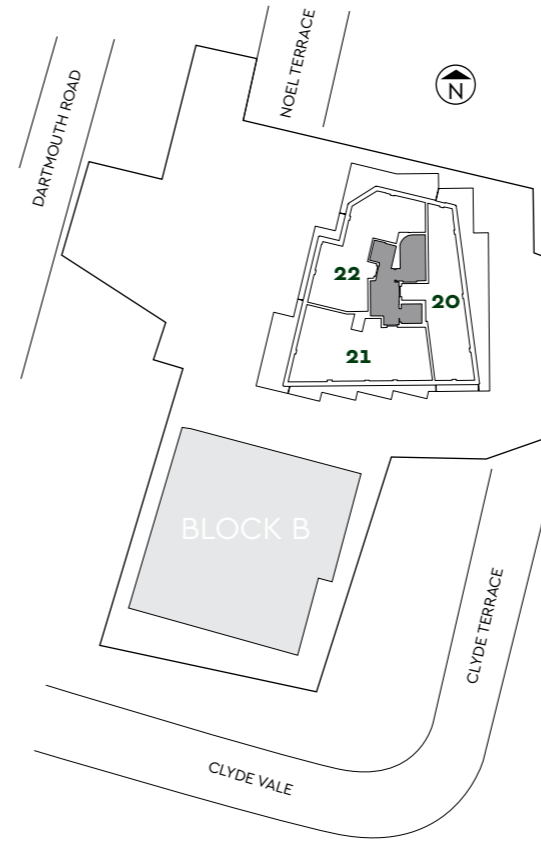 NOEL TERRACE
DARTMOUTH ROAD
N
22
20
21
BLOCK B
CLYDE TERRACE
CLYDE VALE